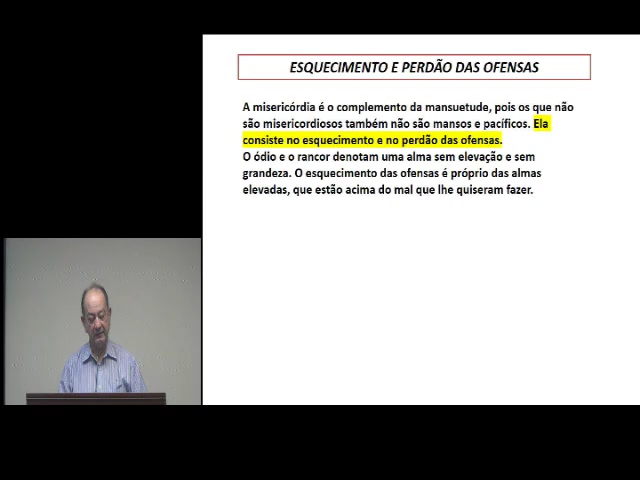 ESQUECIMENTO E PERDÃO DAS OFENSAS
A misericórdia é o complemento da mansuetude, pois os que não
são misericordiosos também não são mansos e pacíficos. Ela
consiste no esquecimento e no perdão das ofensas.
O ódio e o rancor denotam uma alma sem elevação e sem
grandeza. O esquecimento das ofensas é próprio das almas
elevadas, que estão acima do mal que lhe quiseram fazer.